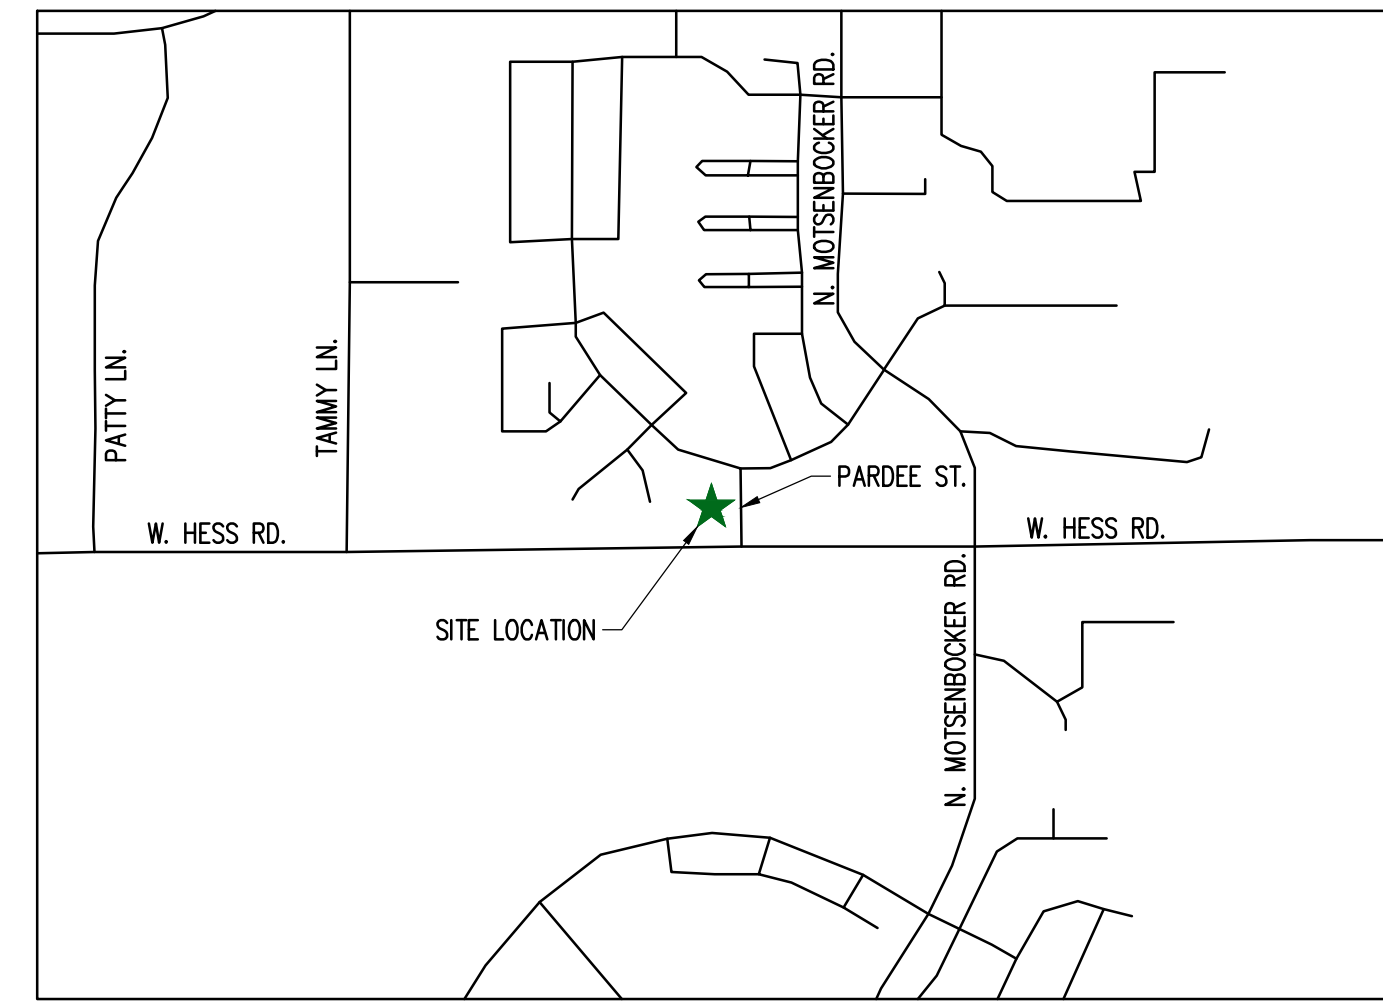 N. MOTSENBOCKER RD.
PATTY LN.
TAMMY LN.
PARDEE ST.
W. HESS RD.
W. HESS RD.
SITE LOCATION
N. MOTSENBOCKER RD.